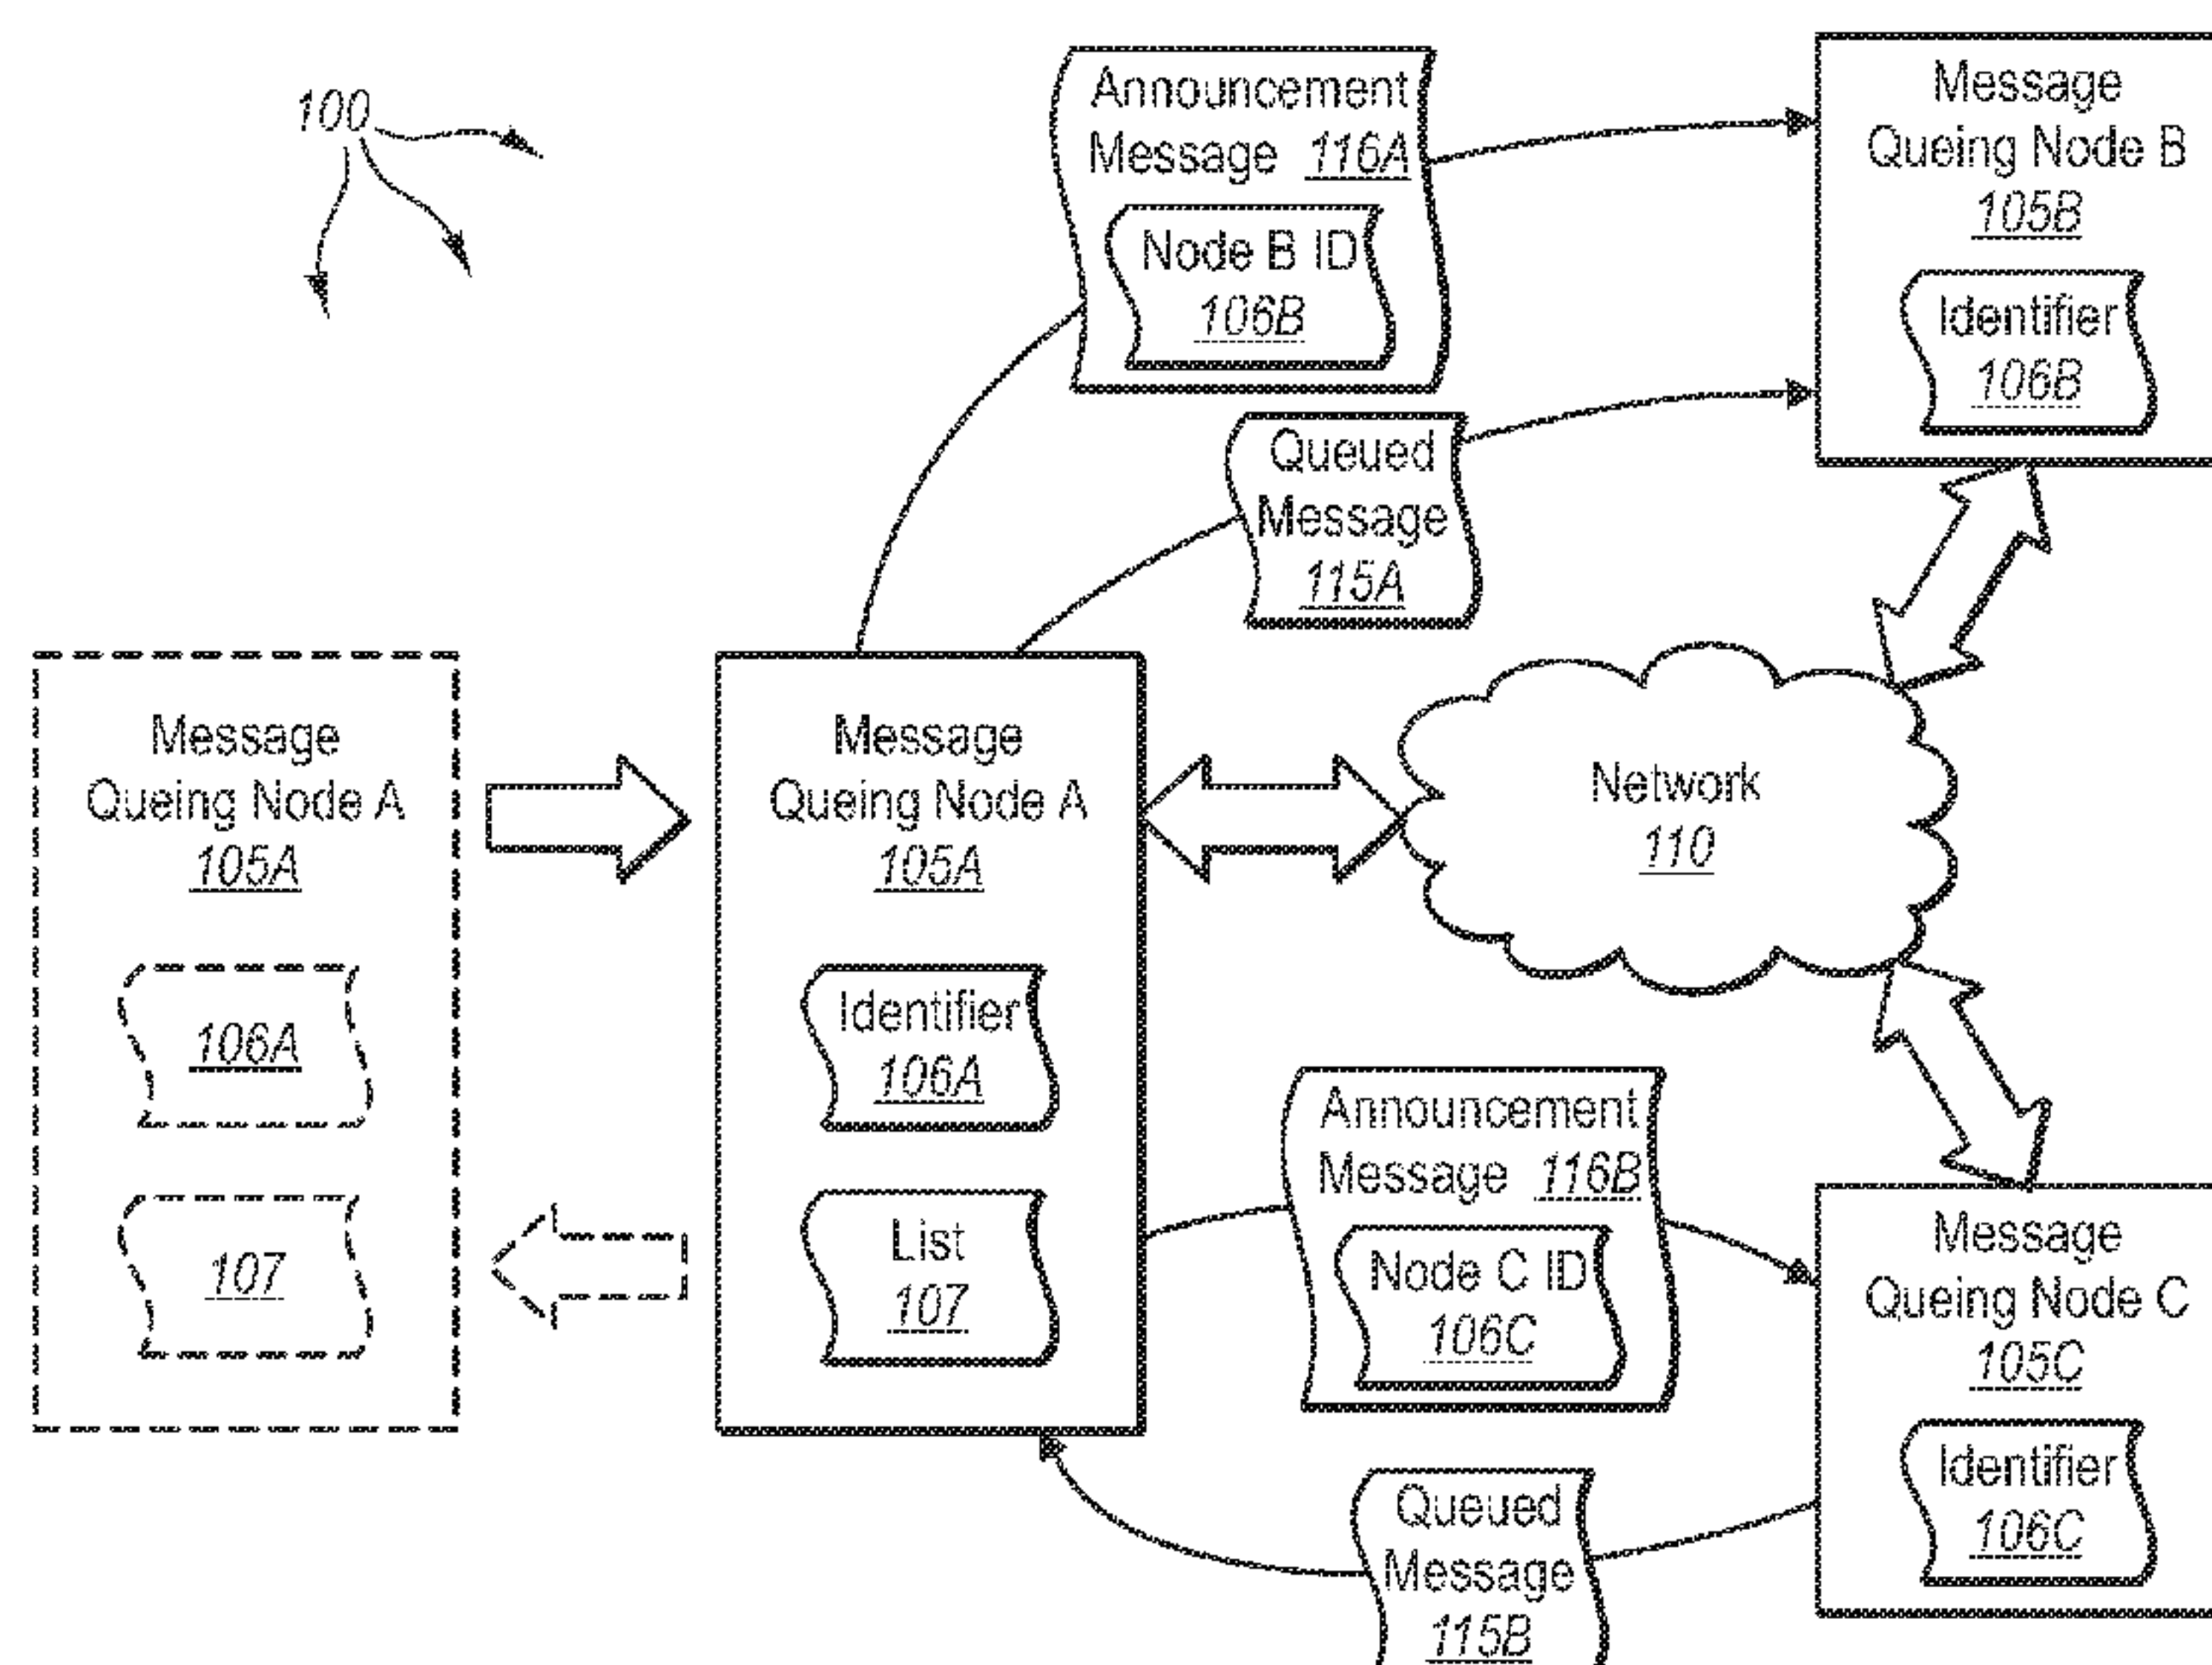 100
Announcement
Message 116A
Node B ID
106B
Message
Queing Node B
105B
Identifier
106B
Queued
Message
115A
Message
Queing Node A
105A
106A
107
Message
Queing Node A
105A
Identifier
106A
List
107
Network
110
Announcement
Message 116B
Node C ID
106C
Message
Queing Node C
105C
Identifier
106C
Queued
Message
115B